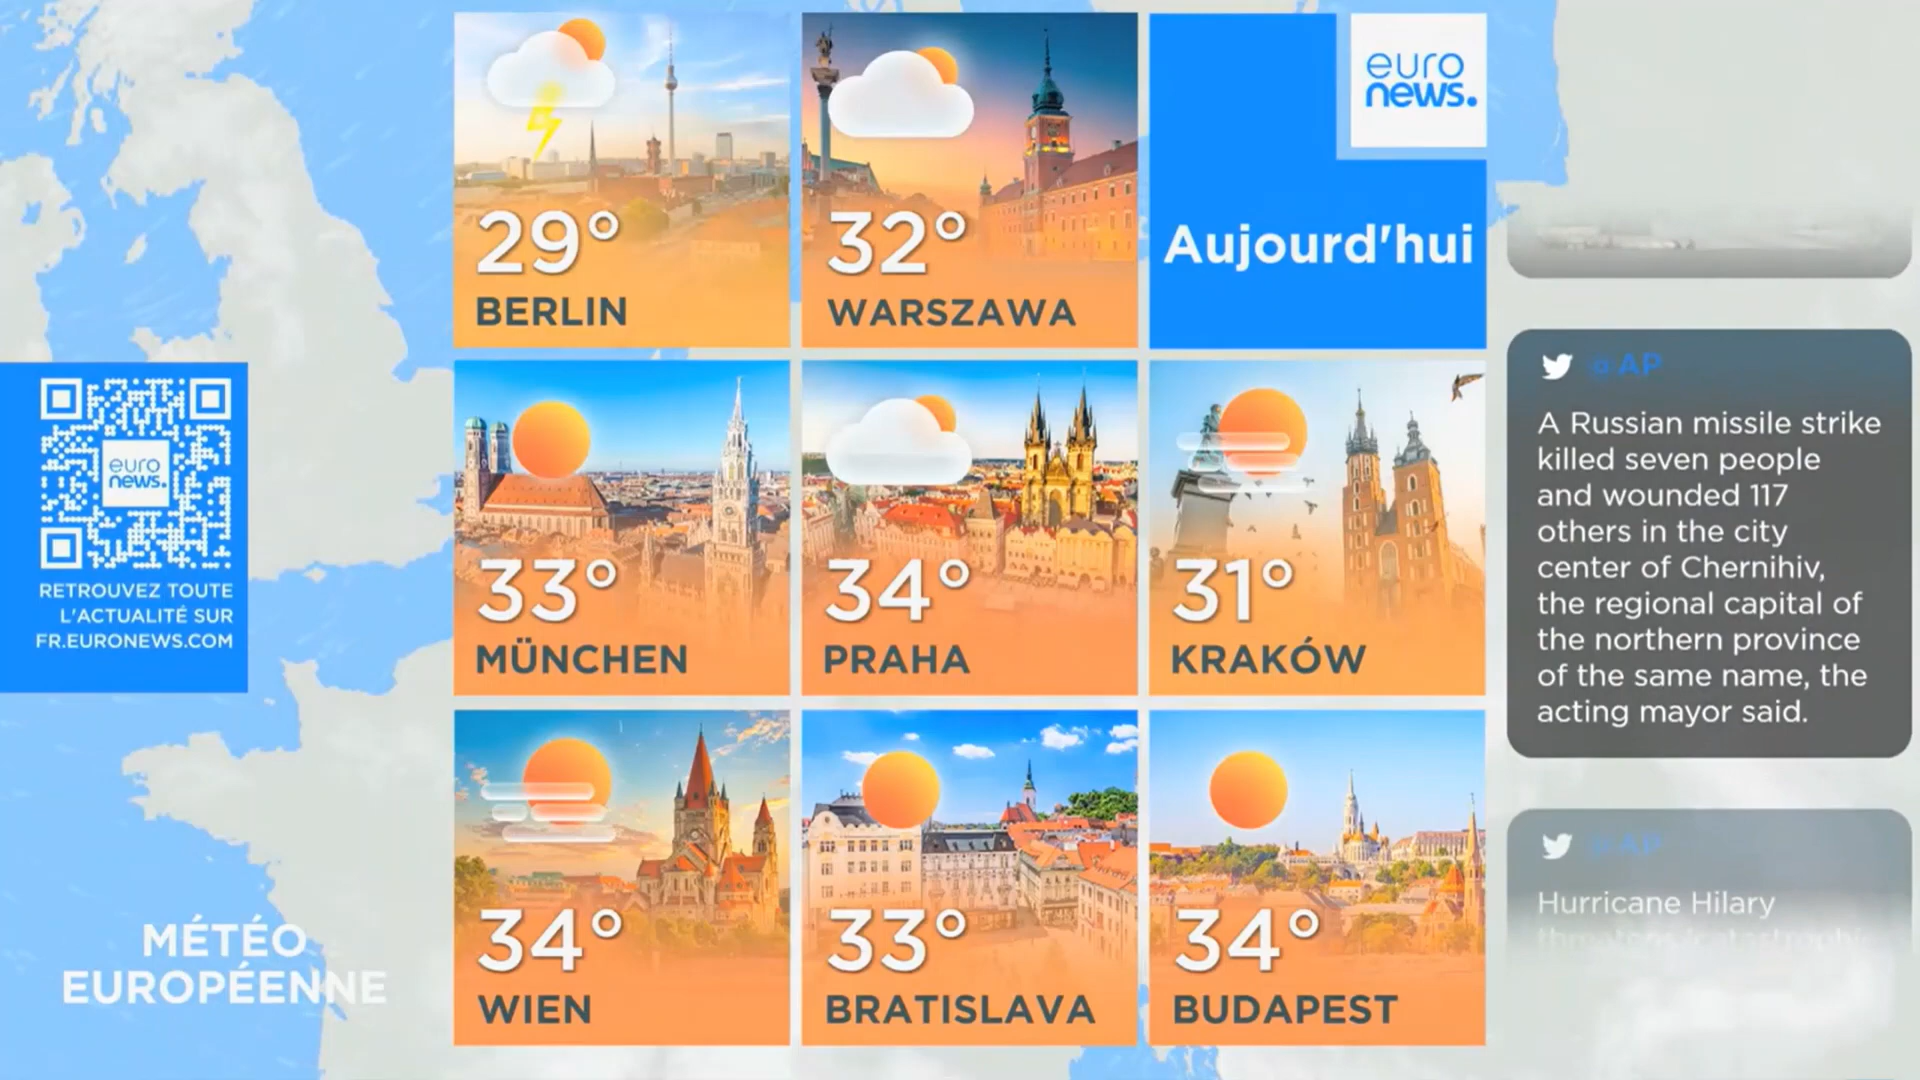 29°
BERLIN
32°
WARSZAWA
Aujourd'hui
euro
news.
33°
MÜNCHEN
34°
PRAHA
31°
KRAKÓW
34°
WIEN
33°
BRATISLAVA
34°
BUDAPEST
euro
news.
RETROUVEZ TOUTE
L'ACTUALITÉ SUR
FR.EURONEWS.COM
MÉTÉO
EUROPÉENNE
@AP
A Russian missile strike
killed seven people
and wounded 117
others in the city
center of Chernihiv,
the regional capital of
the northern province
of the same name, the
acting mayor said.
@AP
Hurricane Hilary